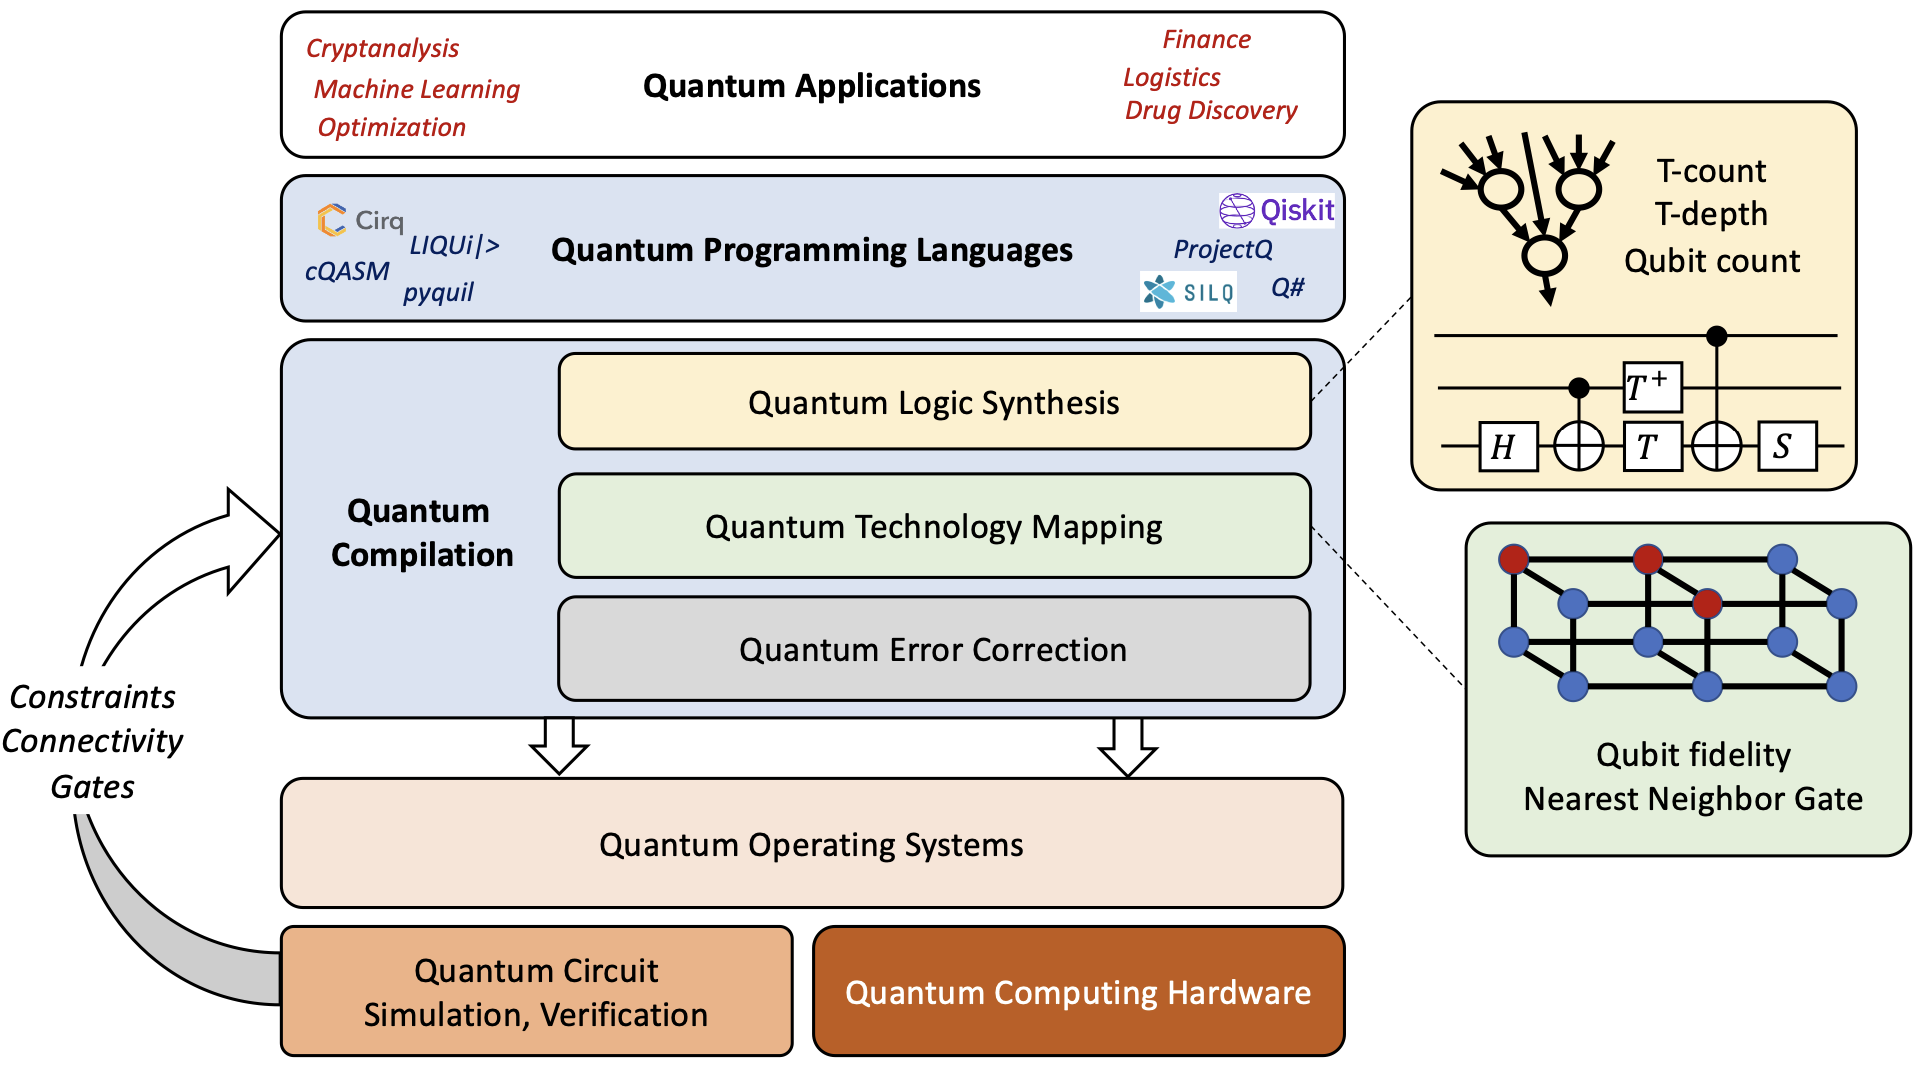 Cryptanalysis
Machine Learning
Optimization
Quantum Applications
Finance
Logistics
Drug Discovery
Cirq
LIQUi|>
cQASM
pyquil
Quantum Programming Languages
Qiskit
ProjectQ
SILQ
Q#
Quantum
Compilation
Quantum Logic Synthesis
Quantum Technology Mapping
Quantum Error Correction
T-count
T-depth
Qubit count
T+
H
T
S
Qubit fidelity
Nearest Neighbor Gate
Constraints
Connectivity
Gates
Quantum Operating Systems
Quantum Circuit
Simulation, Verification
Quantum Computing Hardware